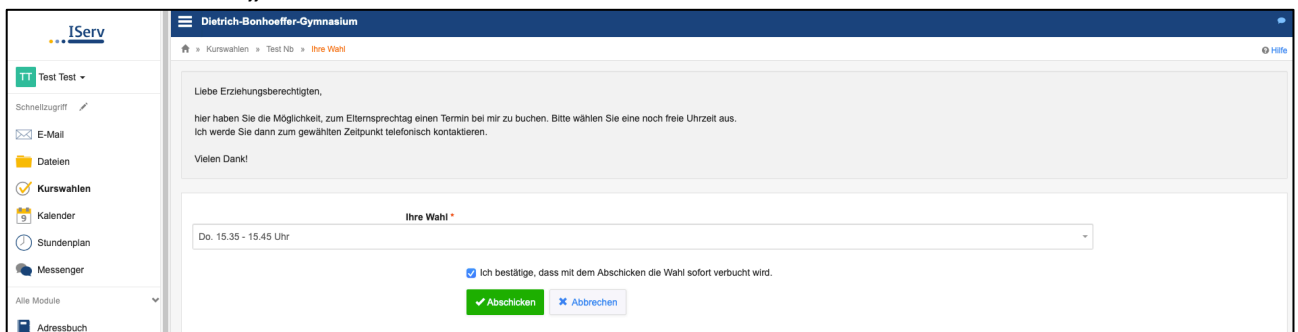 IServ
Dietrich-Bonhoeffer-Gymnasium
» Kurswahlen » Test Nb » Ihre Wahl
Hilfe
TT Test Test
Schnellzugriff
E-Mail
Dateien
Kurswahlen
9 Kalender
Stundenplan
Messenger
Alle Module
Adressbuch
Liebe Erziehungsberechtigten,
hier haben Sie die Möglichkeit, zum Elternsprechtag einen Termin bei mir zu buchen. Bitte wählen Sie eine noch freie Uhrzeit aus.
Ich werde Sie dann zum gewählten Zeitpunkt telefonisch kontaktieren.
Vielen Dank!
Ihre Wahl *
Do. 15.35 - 15.45 Uhr
Ich bestätige, dass mit dem Abschicken die Wahl sofort verbucht wird.
Abschicken
Abbrechen